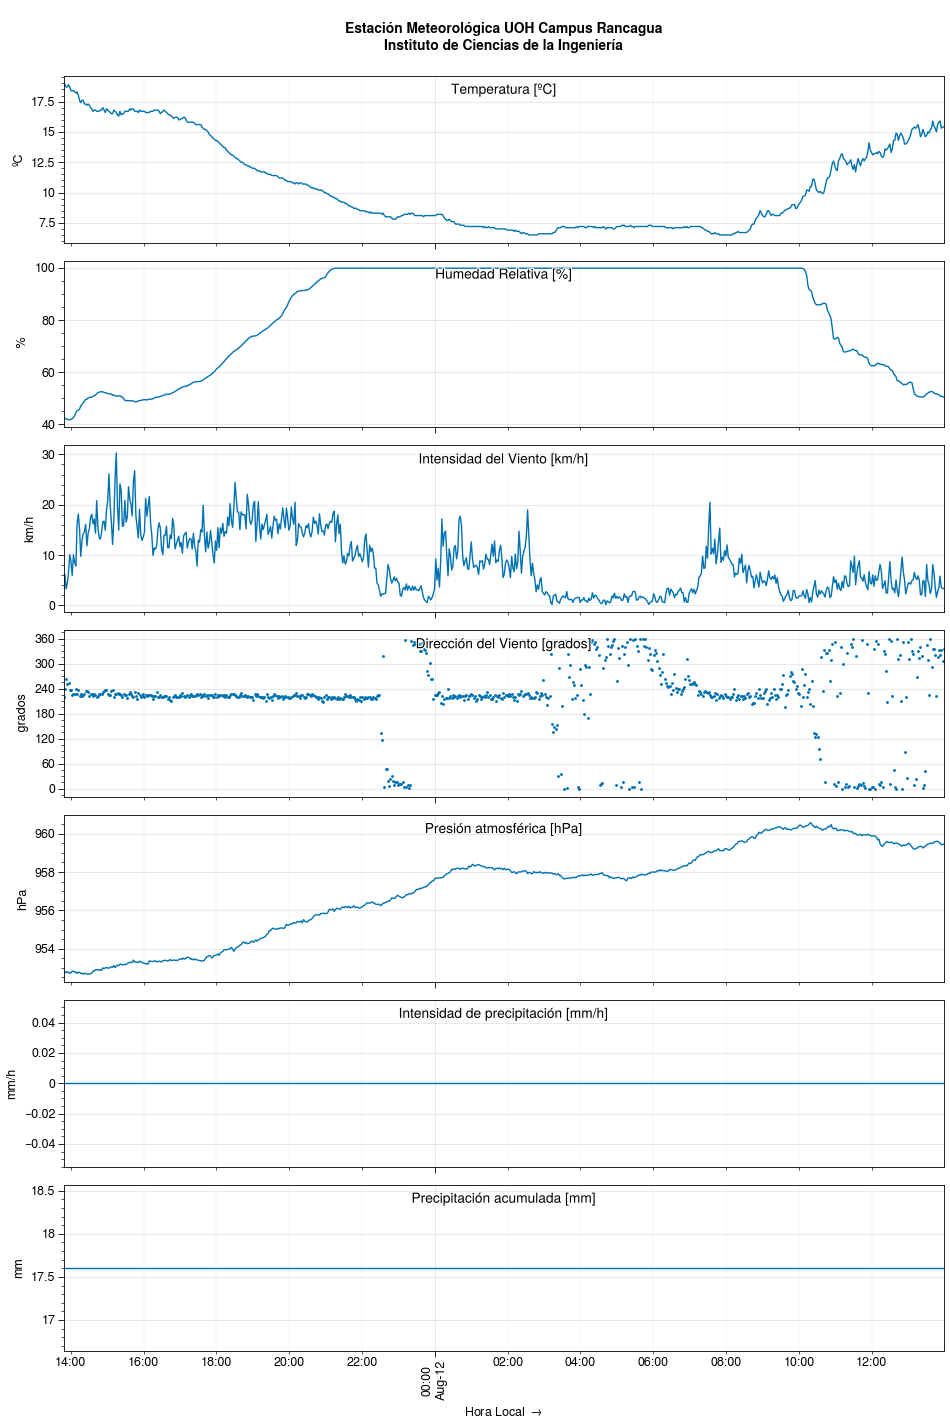 Estación Meteorológica UOH Campus Rancagua
Instituto de Ciencias de la Ingeniería
Temperatura [ºC]
17.5
15
12.5
10
7.5
ºC
Humedad Relativa [%]
100
80
60
40
%
Intensidad del Viento [km/h]
30
20
10
0
km/h
Dirección del Viento [grados]
360
300
240
180
120
60
0
grados
Presión atmosférica [hPa]
960
958
956
954
hPa
Intensidad de precipitación [mm/h]
0.04
0.02
0
−0.02
−0.04
mm/h
Precipitación acumulada [mm]
18.5
18
17.5
17
mm
14:00 16:00 18:00 20:00 22:00 00:00 02:00 04:00 06:00 08:00 10:00 12:00
Aug-12
Hora Local →